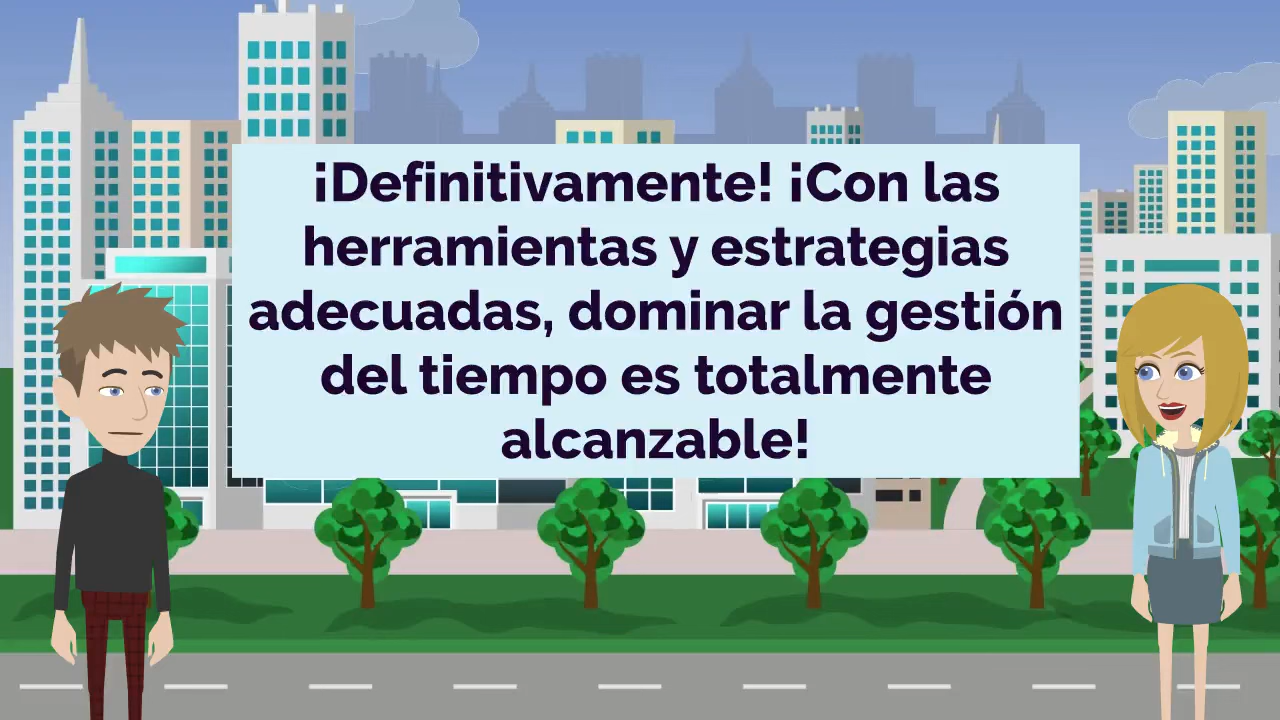 ¡Definitivamente! ¡Con las
herramientas y estrategias
adecuadas, dominar la gestión
del tiempo es totalmente
alcanzable!